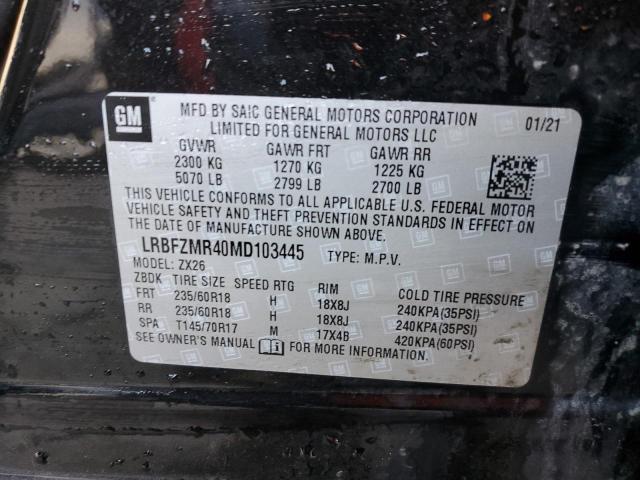 GM
MFD BY SAIC GENERAL MOTORS CORPORATION
LIMITED FOR GENERAL MOTORS LLC
01/21
GVWR GAWR FRT GAWR RR
2300 KG 1270 KG 1225 KG
5070 LB 2799 LB 2700 LB
THIS VEHICLE CONFORMS TO ALL APPLICABLE U.S. FEDERAL MOTOR
VEHICLE SAFETY AND THEFT PREVENTION STANDARDS IN EFFECT ON
THE DATE OF MANUFACTURE SHOWN ABOVE.
LRBFZMR40MD103445 TYPE: M.P.V.
MODEL: ZX26
ZBDK TIRE SIZE SPEED RTG RIM COLD TIRE PRESSURE
FRT 235/60R18 H 18X8J 240KPA(35PSI)
RR 235/60R18 H 18X8J 240KPA(35PSI)
SPA T145/70R17 M 17X4B 420KPA(60PSI)
SEE OWNER'S MANUAL FOR MORE INFORMATION.